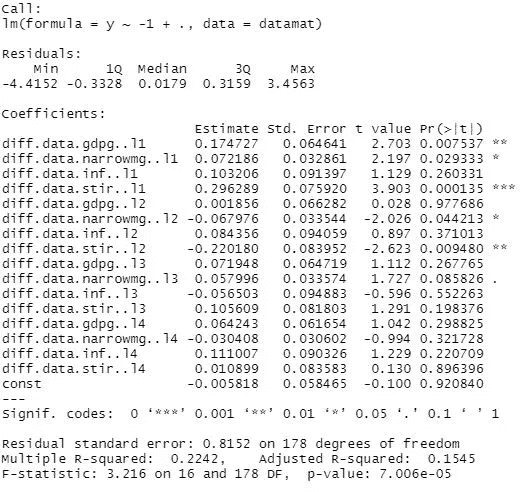 Call:
lm(formula = y ~ -1 + ., data = datamat)
Residuals:
Min 1Q Median 3Q Max
-4.4152 -0.3328 0.0179 0.3159 3.4563
Coefficients:
Estimate Std. Error t value Pr(>|t|)
diff.data.gdpg..l1 0.174727 0.064641 2.703 0.007537 **
diff.data.narrowmg..l1 0.072186 0.032861 2.197 0.029333 *
diff.data.inf..l1 0.103206 0.091397 1.129 0.260331
diff.data.stir..l1 0.296289 0.075920 3.903 0.000135 ***
diff.data.gdpg..l2 0.001856 0.066282 0.028 0.977686
diff.data.narrowmg..l2 -0.067976 0.033544 -2.026 0.044213 *
diff.data.inf..l2 0.084356 0.094059 0.897 0.371013
diff.data.stir..l2 -0.220180 0.083952 -2.623 0.009480 **
diff.data.gdpg..l3 0.071948 0.064719 1.112 0.267765
diff.data.narrowmg..l3 0.057996 0.033574 1.727 0.085826 .
diff.data.inf..l3 -0.056503 0.094883 -0.596 0.552263
diff.data.stir..l3 0.105609 0.081803 1.291 0.198376
diff.data.gdpg..l4 0.064243 0.061654 1.042 0.298825
diff.data.narrowmg..l4 -0.030408 0.030602 -0.994 0.321728
diff.data.inf..l4 0.111007 0.090326 1.229 0.220709
diff.data.stir..l4 0.010899 0.083583 0.130 0.896396
const -0.005818 0.058465 -0.100 0.920840
---
Signif. codes: 0 ‘***’ 0.001 ‘**’ 0.01 ‘*’ 0.05 ‘.’ 0.1 ‘ ’ 1
Residual standard error: 0.8152 on 178 degrees of freedom
Multiple R-squared: 0.2242, Adjusted R-squared: 0.1545
F-statistic: 3.216 on 16 and 178 DF, p-value: 7.006e-05